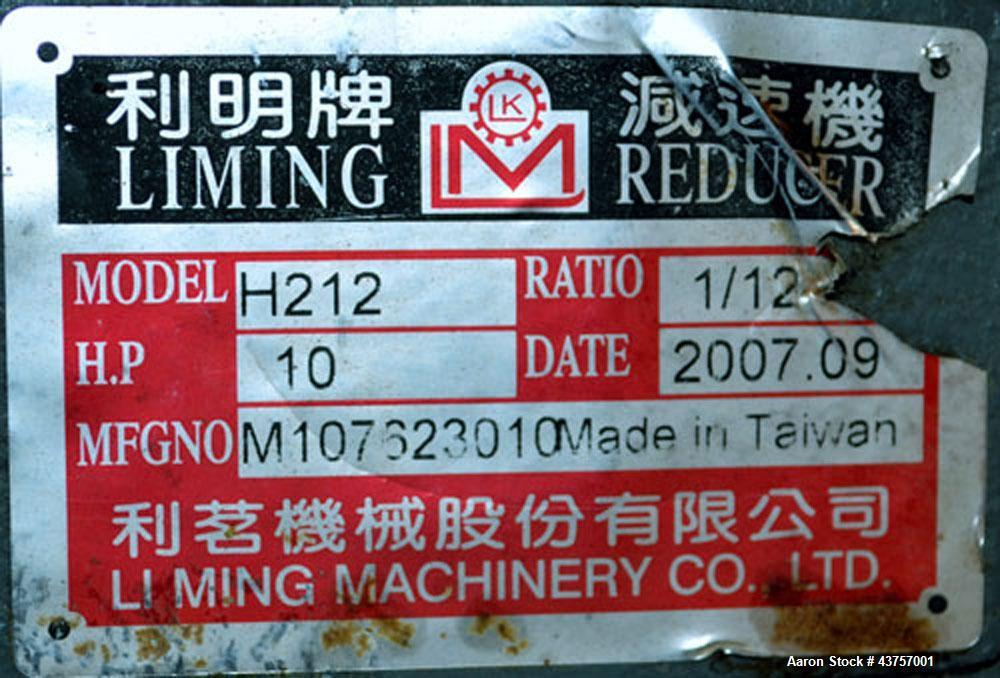 利明牌 LK 減速機
LIMING LM REDUCER
MODEL H212 RATIO 1/12
H.P 10 DATE 2007.09
MFGNO M107623010 Made in Taiwan
利茗機械股份有限公司
LI MING MACHINERY CO., LTD.
Aaron Stock # 43757001